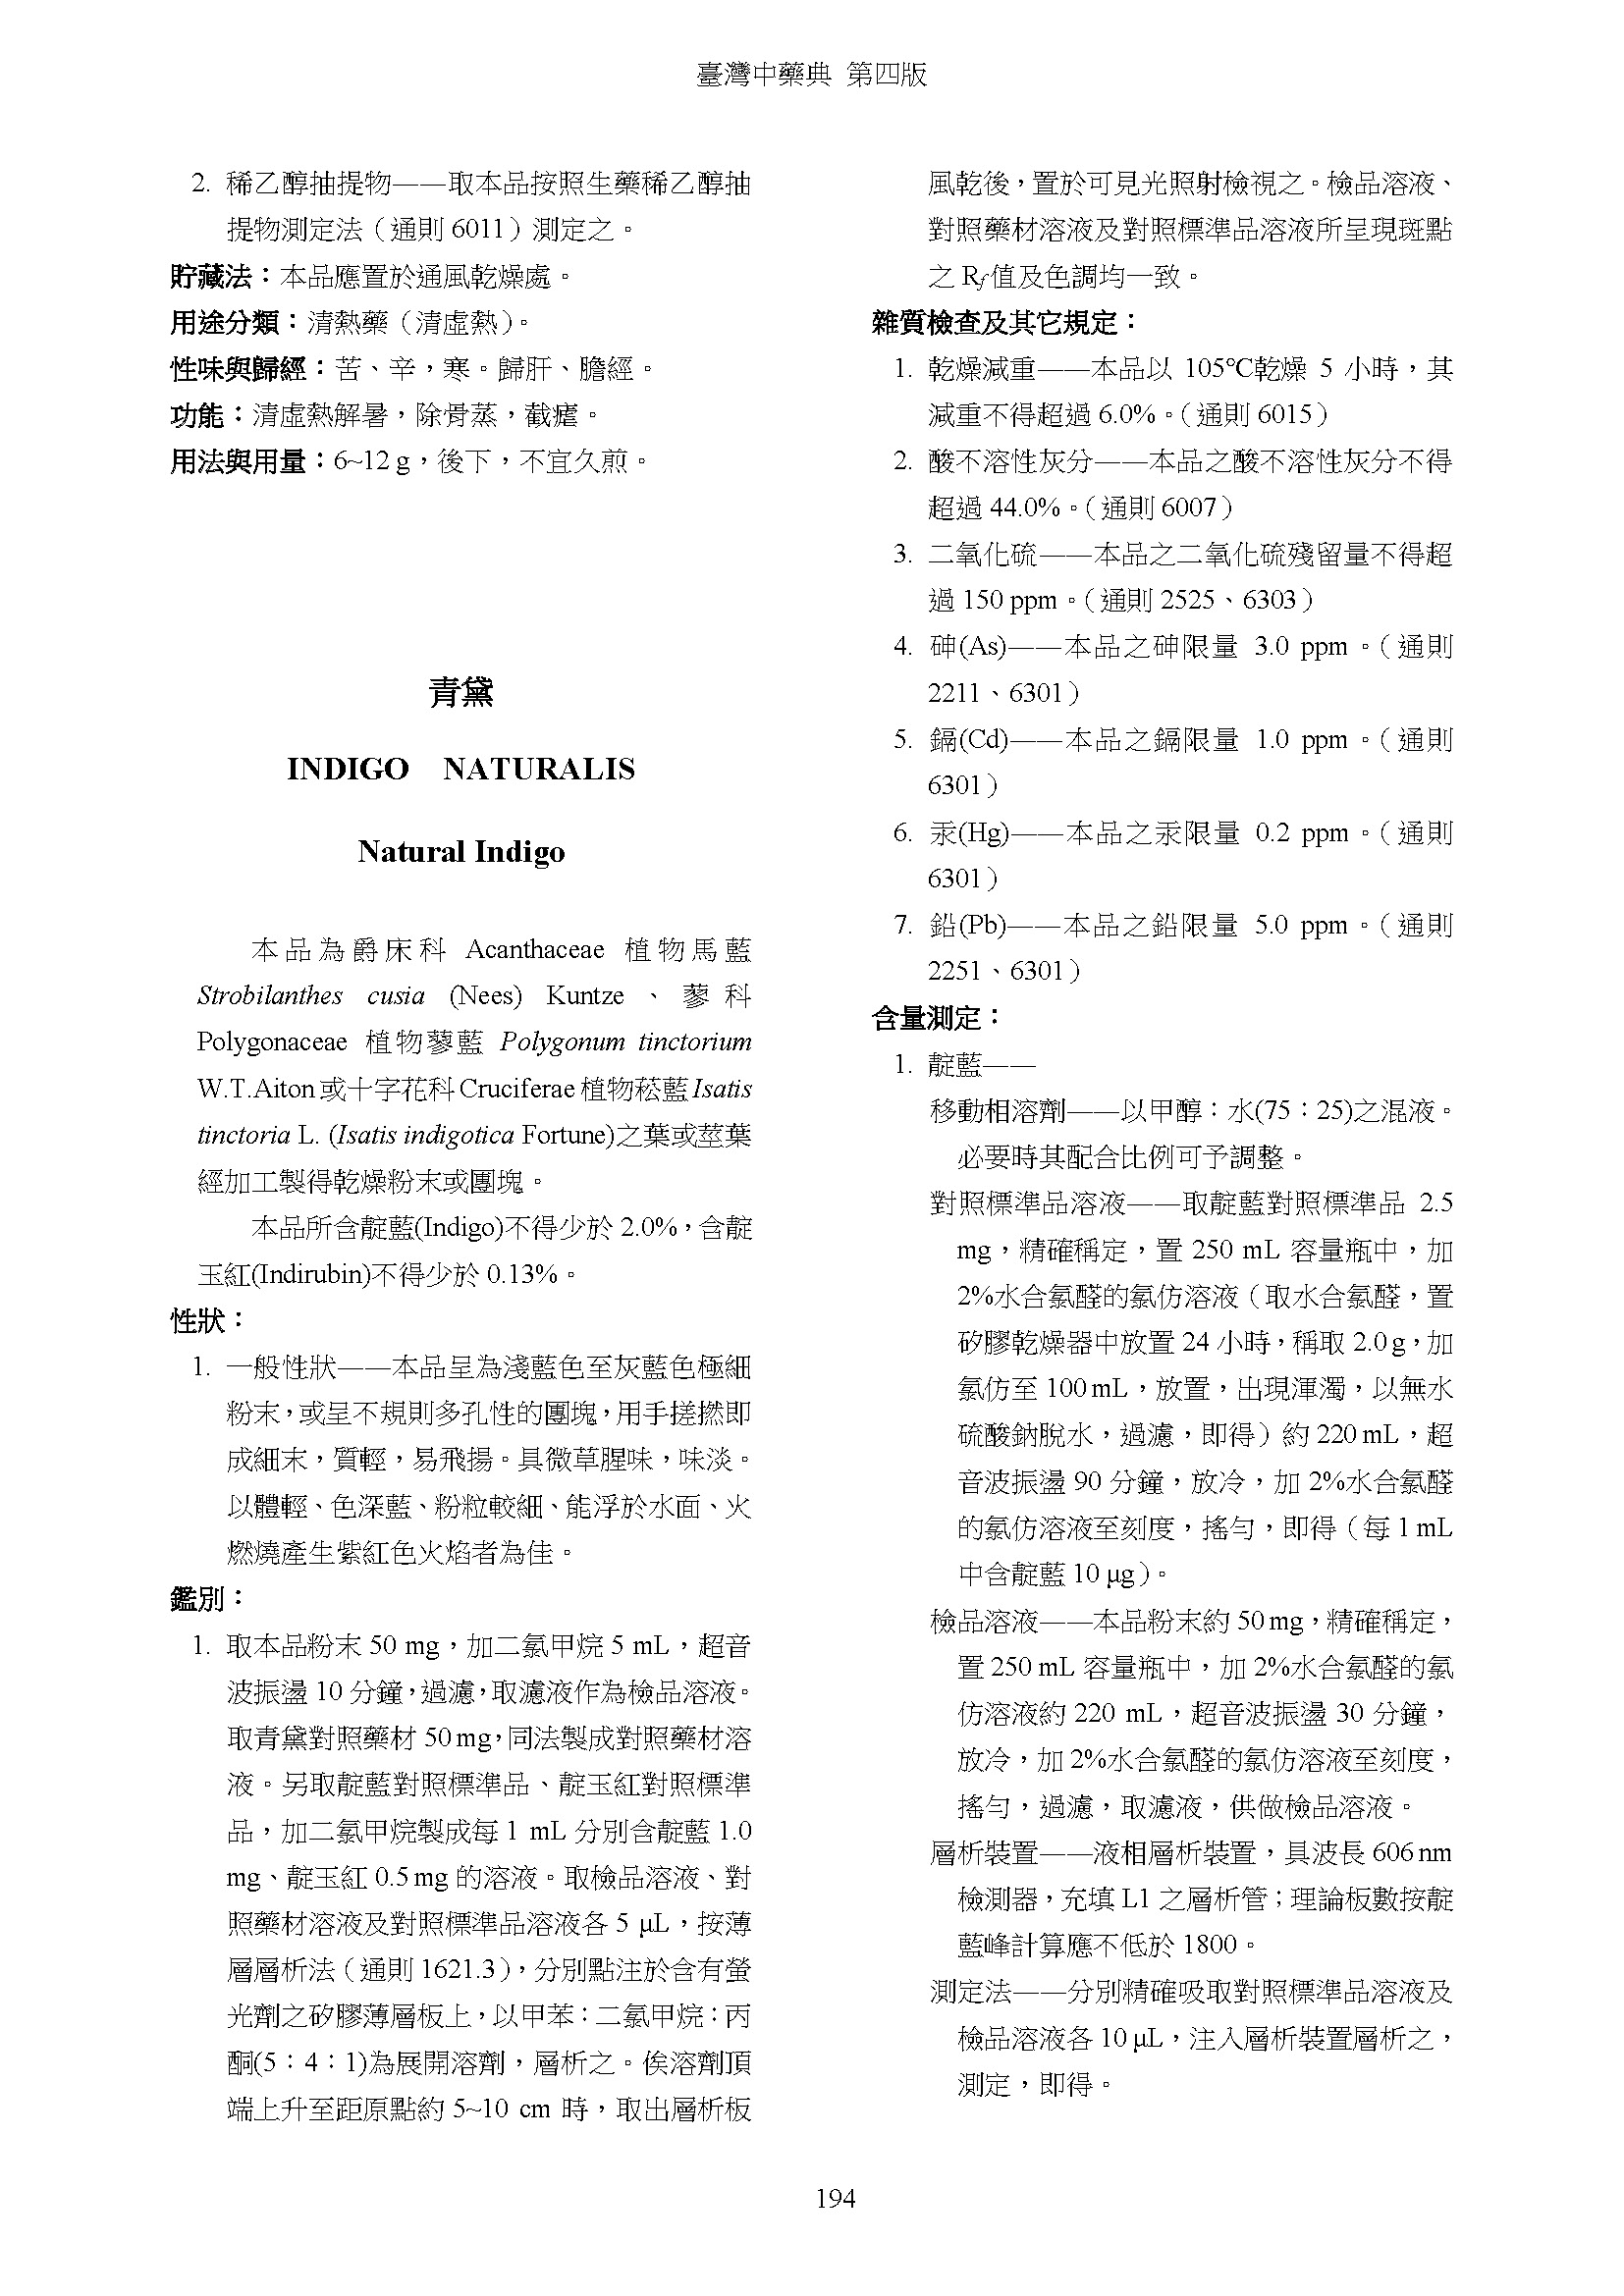 臺灣中藥典 第四版
2. 稀乙醇抽提物——取本品按照生藥稀乙醇抽
提物測定法（通則 6011）測定之。
貯藏法：本品應置於通風乾燥處。
用途分類：清熱藥（清虛熱）。
性味與歸經：苦、辛，寒。歸肝、膽經。
功能：清虛熱解暑，除骨蒸，截瘧。
用法與用量：6~12 g，後下，不宜久煎。
青黛
INDIGO NATURALIS
Natural Indigo
本品為爵床科 Acanthaceae 植物馬藍
Strobilanthes cusia (Nees) Kuntze 、蓼科
Polygonaceae 植物蓼藍 Polygonum tinctorium
W.T.Aiton 或十字花科 Cruciferae 植物菘藍 Isatis
tinctoria L. (Isatis indigotica Fortune)之葉或莖葉
經加工製得乾燥粉末或團塊。
本品所含靛藍(Indigo)不得少於 2.0%，含靛
玉紅(Indirubin)不得少於 0.13%。
性狀：
1. 一般性狀——本品呈為淺藍色至灰藍色極細
粉末，或呈不規則多孔性的團塊，用手搓撚即
成細末，質輕，易飛揚。具微草腥味，味淡。
以體輕、色深藍、粉粒較細、能浮於水面、火
燃燒產生紫紅色火焰者為佳。
鑑別：
1. 取本品粉末 50 mg，加二氯甲烷 5 mL，超音
波振盪 10 分鐘，過濾，取濾液作為檢品溶液。
取青黛對照藥材 50 mg，同法製成對照藥材溶
液。另取靛藍對照標準品、靛玉紅對照標準
品，加二氯甲烷製成每 1 mL 分別含靛藍 1.0
mg、靛玉紅 0.5 mg 的溶液。取檢品溶液、對
照藥材溶液及對照標準品溶液各 5 μL，按薄
層層析法（通則 1621.3），分別點注於含有螢
光劑之矽膠薄層板上，以甲苯：二氯甲烷：丙
酮(5：4：1)為展開溶劑，層析之。俟溶劑頂
端上升至距原點約 5~10 cm 時，取出層析板
風乾後，置於可見光照射檢視之。檢品溶液、
對照藥材溶液及對照標準品溶液所呈現斑點
之 Rf值及色調均一致。
雜質檢查及其它規定：
1. 乾燥減重——本品以 105℃乾燥 5 小時，其
減重不得超過 6.0%。（通則 6015）
2. 酸不溶性灰分——本品之酸不溶性灰分不得
超過 44.0%。（通則 6007）
3. 二氧化硫——本品之二氧化硫殘留量不得超
過 150 ppm。（通則 2525、6303）
4. 砷(As)——本品之砷限量 3.0 ppm。（通則
2211、6301）
5. 鎘(Cd)——本品之鎘限量 1.0 ppm。（通則
6301）
6. 汞(Hg)——本品之汞限量 0.2 ppm。（通則
6301）
7. 鉛(Pb)——本品之鉛限量 5.0 ppm。（通則
2251、6301）
含量測定：
1. 靛藍——
移動相溶劑——以甲醇：水(75：25)之混液。
必要時其配合比例可予調整。
對照標準品溶液——取靛藍對照標準品 2.5
mg，精確稱定，置 250 mL 容量瓶中，加
2%水合氯醛的氯仿溶液（取水合氯醛，置
矽膠乾燥器中放置 24 小時，稱取 2.0 g，加
氯仿至 100 mL，放置，出現渾濁，以無水
硫酸鈉脫水，過濾，即得）約 220 mL，超
音波振盪 90 分鐘，放冷，加 2%水合氯醛
的氯仿溶液至刻度，搖勻，即得（每 1 mL
中含靛藍 10 μg）。
檢品溶液——本品粉末約 50 mg，精確稱定，
置 250 mL 容量瓶中，加 2%水合氯醛的氯
仿溶液約 220 mL，超音波振盪 30 分鐘，
放冷，加 2%水合氯醛的氯仿溶液至刻度，
搖勻，過濾，取濾液，供做檢品溶液。
層析裝置——液相層析裝置，具波長 606 nm
檢測器，充填 L1 之層析管；理論板數按靛
藍峰計算應不低於 1800。
測定法——分別精確吸取對照標準品溶液及
檢品溶液各 10 μL，注入層析裝置層析之，
測定，即得。
194